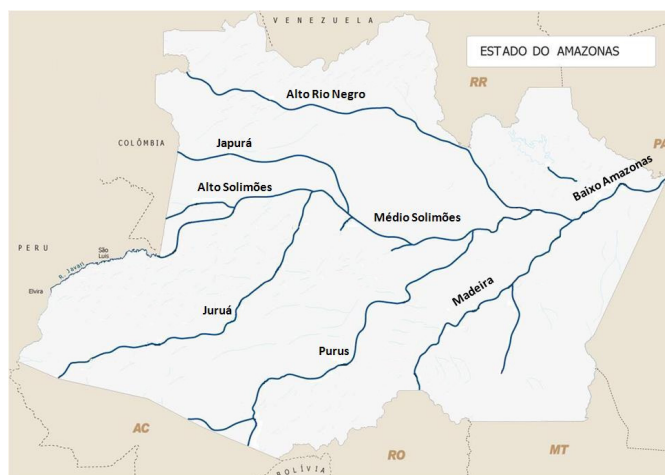 VENEZUELA
ESTADO DO AMAZONAS
RR
Alto Rio Negro
COLÔMBIA
Japurá
PA
Alto Solimões
Baixo Amazonas
Médio Solimões
PERU
São
Luis
R. Javari
Elvira
Juruá
Madeira
Purus
AC
RO
MT
BOLÍVIA